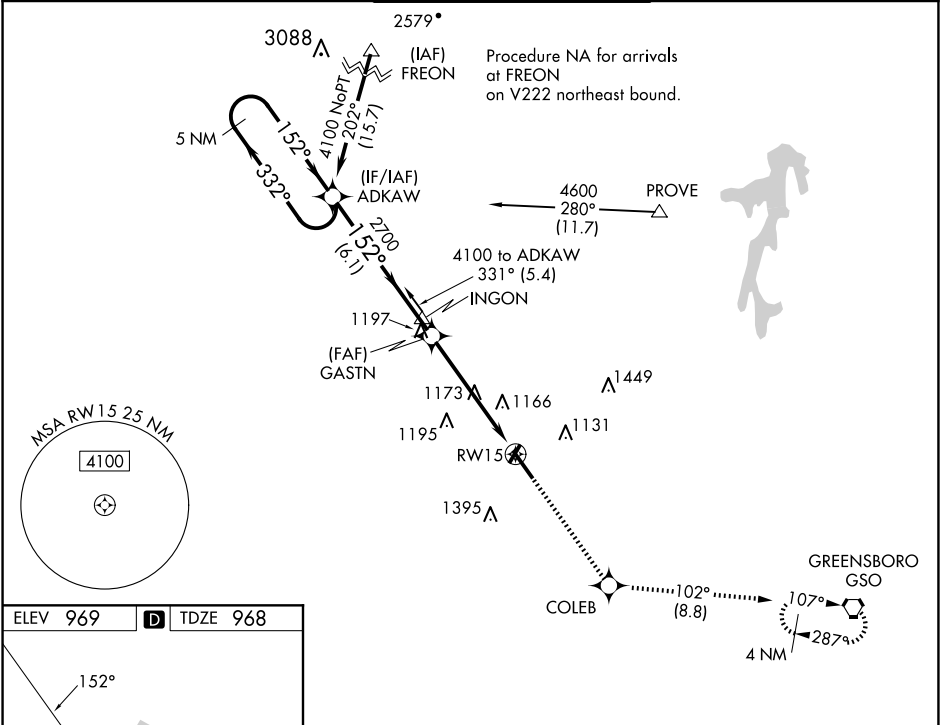 2579
3088
(IAF)
FREON
Procedure NA for arrivals
at FREON
on V222 northeast bound.
4100 NoPT
202°
(15.7)
5 NM
152°
332°
(IF/IAF)
ADKAW
4600
280°
(11.7)
PROVE
2700
152°
(6.1)
4100 to ADKAW
331° (5.4)
INGON
1197
(FAF)
GASTN
1449
1173
1166
1195
1131
RW15
MSA RW15 25 NM
4100
1395
GREENSBORO
GSO
COLEB
102°
(8.8)
107°
287°
4 NM
ELEV 969 D TDZE 968
152°